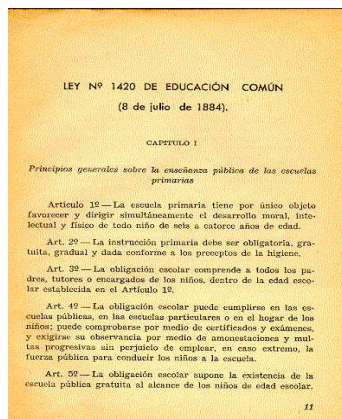 LEY Nº 1420 DE EDUCACIÓN COMÚN
(8 de julio de 1884).
CAPITULO I
Principios generales sobre la enseñanza pública de las escuelas
primarias
Artículo 1º — La escuela primaria tiene por único objeto
favorecer y dirigir simultáneamente el desarrollo moral, inte-
lectual y físico de todo niño de seis a catorce años de edad.
Art. 2º — La instrucción primaria debe ser obligatoria, gra-
tuita, gradual y dada conforme a los preceptos de la higiene.
Art. 3º — La obligación escolar comprende a todos los pa-
dres, tutores o encargados de los niños, dentro de la edad esco-
lar establecida en el Artículo 1º.
Art. 4º — La obligación escolar puede cumplirse en las es-
cuelas públicas, en las escuelas particulares o en el hogar de los
niños; puede comprobarse por medio de certificados y exámenes,
y exigirse su observancia por medio de amonestaciones y mul-
tas progresivas sin perjuicio de emplear, en caso extremo, la
fuerza pública para conducir los niños a la escuela.
Art. 5º — La obligación escolar supone la existencia de la
escuela pública gratuita al alcance de los niños de edad escolar.
11